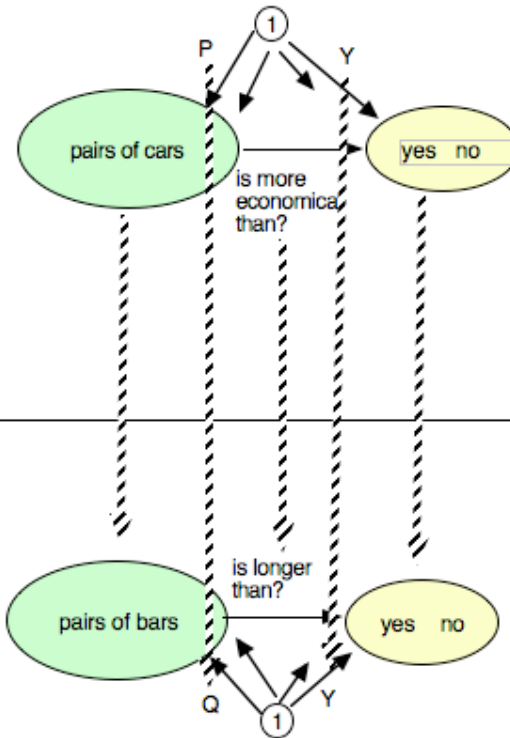 1
P
Y
pairs of cars
yes no
is more
economica
than?
is longer
than?
pairs of bars
yes no
Q
Y
1